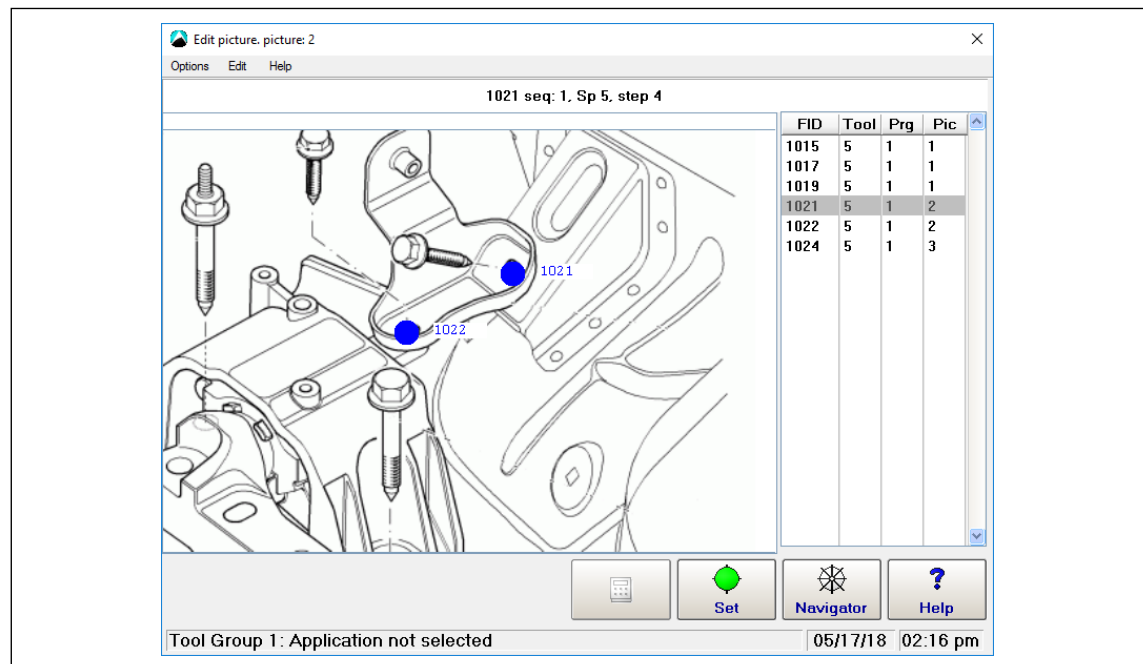 Edit picture. picture: 2
Options Edit Help
1021 seq: 1, Sp 5, step 4
FID Tool Prg Pic
1015 5 1 1
1017 5 1 1
1019 5 1 1
1021 5 1 2
1022 5 1 2
1024 5 1 3
1021
1022
Set Navigator ? Help
Tool Group 1: Application not selected 05/17/18 02:16 pm